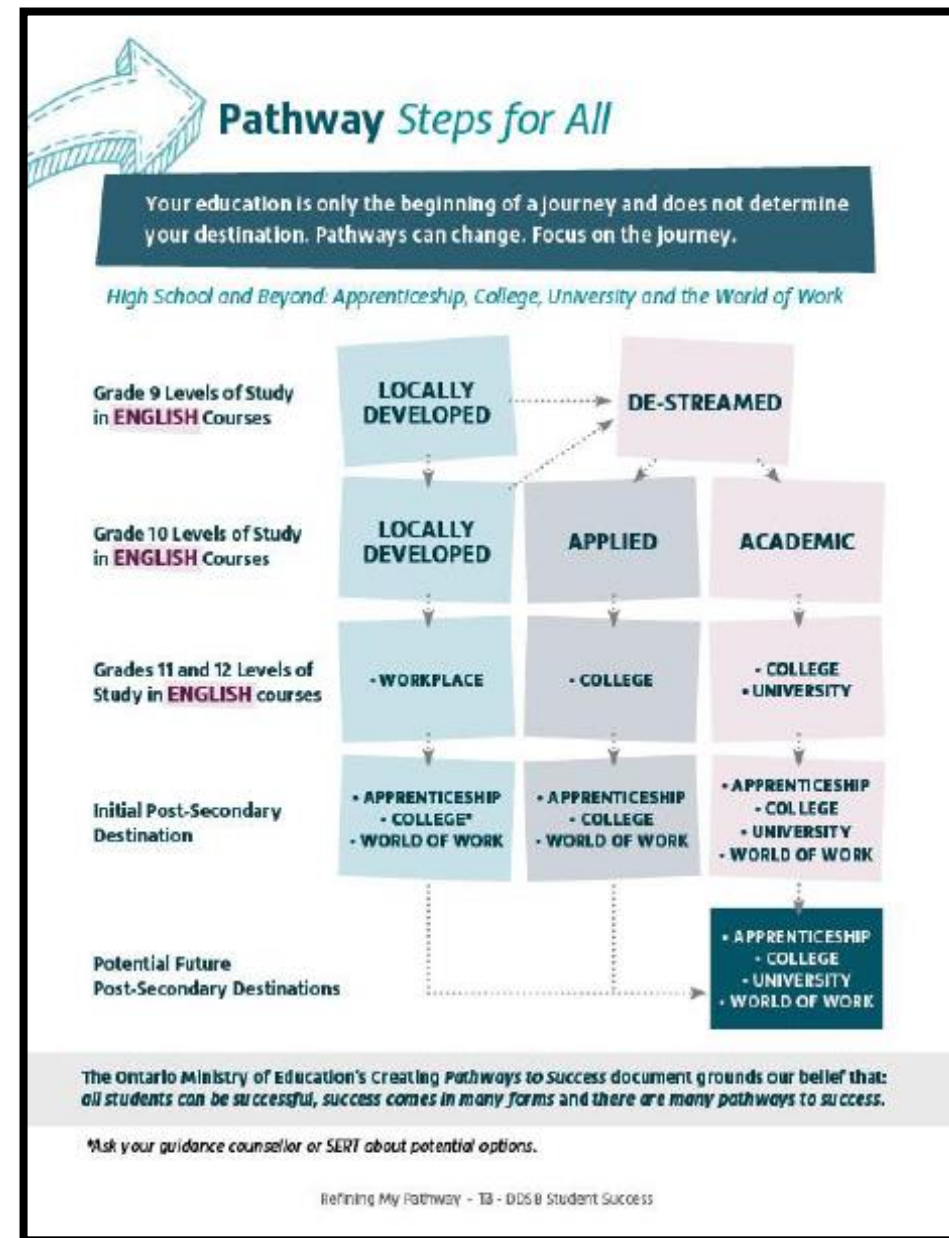 Pathway Steps for All
Your education is only the beginning of a journey and does not determine
your destination. Pathways can change. Focus on the journey.
High School and Beyond: Apprenticeship, College, University and the World of Work
Grade 9 Levels of Study
in ENGLISH Courses
LOCALLY
DEVELOPED
DE-STREAMED
Grade 10 Levels of Study
in ENGLISH Courses
LOCALLY
DEVELOPED
APPLIED
ACADEMIC
Grades 11 and 12 Levels of
Study in ENGLISH courses
• WORKPLACE
• COLLEGE
• COLLEGE
• UNIVERSITY
Initial Post-Secondary
Destination
• APPRENTICESHIP
• COLLEGE*
• WORLD OF WORK
• APPRENTICESHIP
• COLLEGE
• WORLD OF WORK
• APPRENTICESHIP
• COLLEGE
• UNIVERSITY
• WORLD OF WORK
Potential Future
Post-Secondary Destinations
• APPRENTICESHIP
• COLLEGE
• UNIVERSITY
• WORLD OF WORK
The Ontario Ministry of Education's Creating Pathways to Success document grounds our belief that:
all students can be successful, success comes in many forms and there are many pathways to success.
*Ask your guidance counsellor or SERT about potential options.
Refining My Pathway - 13 - DDSB Student Success